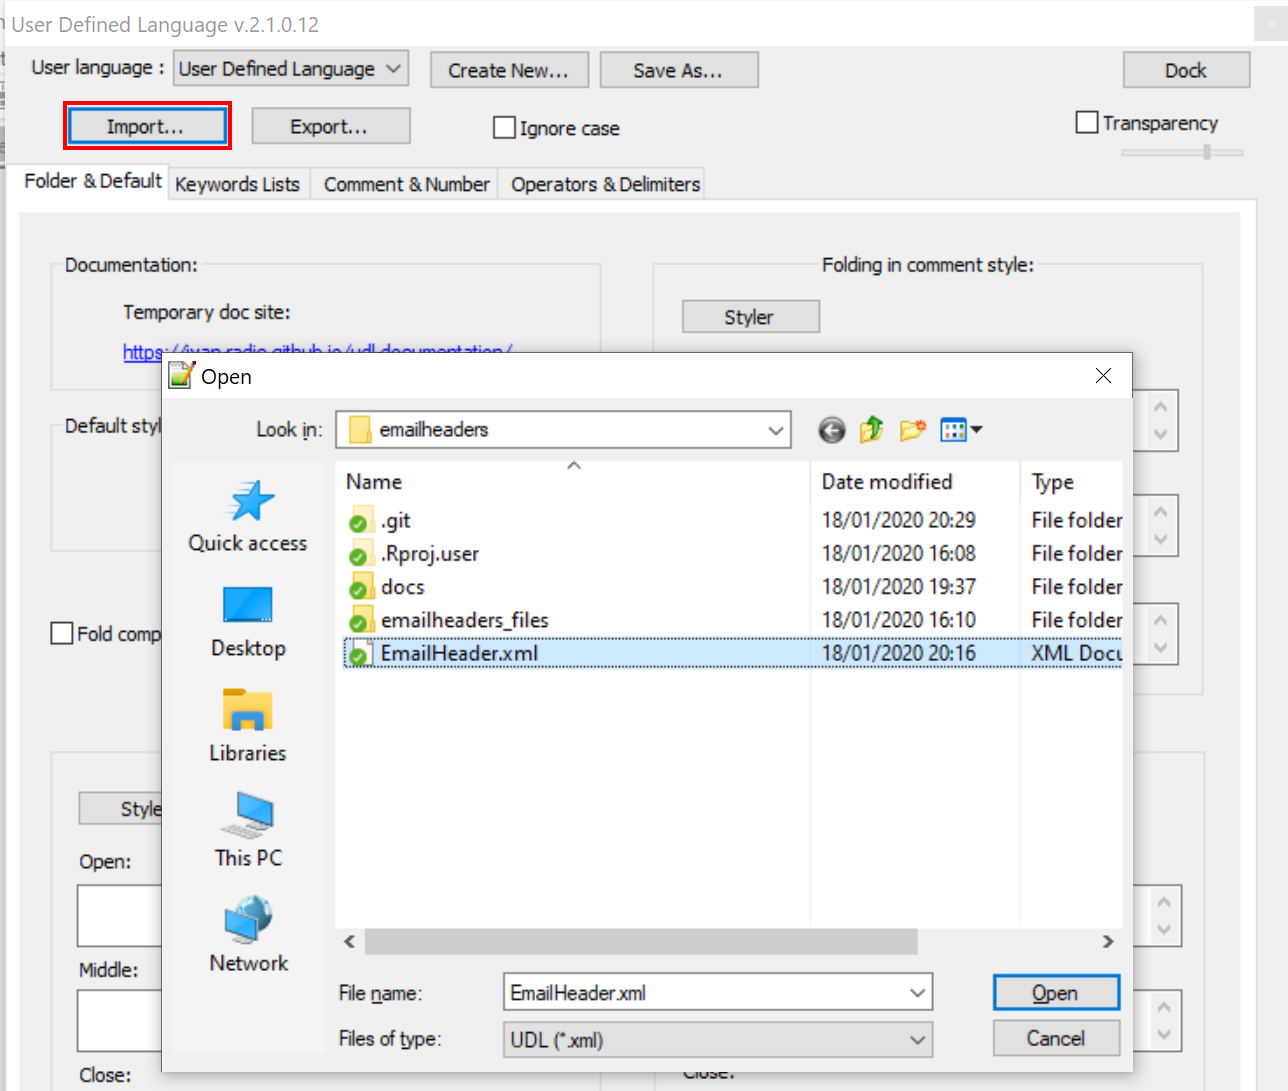 User Defined Language v.2.1.0.12
User language :
User Defined Language
Create New...
Save As...
Dock
Import...
Export...
Ignore case
Transparency
Folder & Default
Keywords Lists
Comment & Number
Operators & Delimiters
Documentation:
Folding in comment style:
Temporary doc site:
Styler
https://ivan-radic.github.io/udl-documentation/
Open
Default styl
Look in:
emailheaders
Name
Date modified
Type
.git
18/01/2020 20:29
File folder
.Rproj.user
18/01/2020 16:08
File folder
docs
18/01/2020 19:37
File folder
emailheaders_files
18/01/2020 16:10
File folder
EmailHeader.xml
18/01/2020 20:16
XML Docu
Quick access
Desktop
Libraries
This PC
Network
Fold comp
Style
Open:
Middle:
Close:
File name:
EmailHeader.xml
Open
Files of type:
UDL (*.xml)
Cancel
Close: